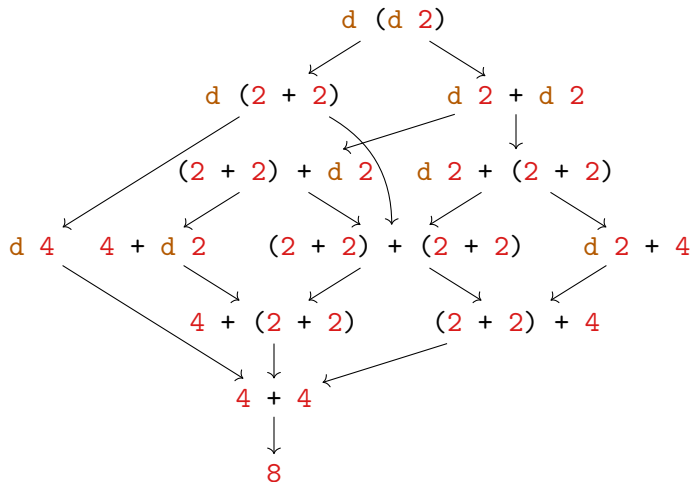 d (d 2)
d (2 + 2) d 2 + d 2
(2 + 2) + d 2 d 2 + (2 + 2)
d 4 4 + d 2 (2 + 2) + (2 + 2) d 2 + 4
4 + (2 + 2) (2 + 2) + 4
4 + 4
8